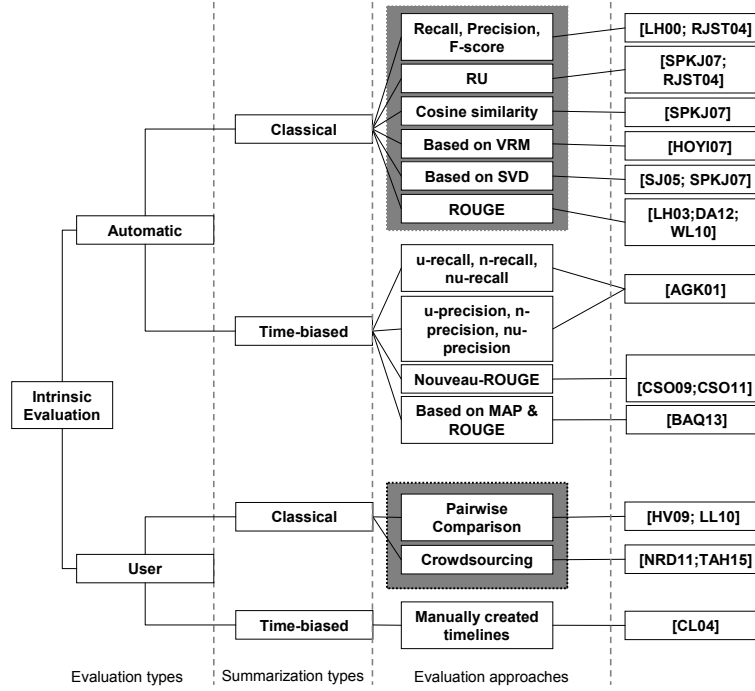 Recall, Precision,
F-score
[LH00; RJST04]
RU
[SPKJ07;
RJST04]
Classical
Cosine similarity
[SPKJ07]
Based on VRM
[HOYI07]
Based on SVD
[SJ05; SPKJ07]
ROUGE
[LH03;DA12;
WL10]
Automatic
u-recall, n-recall,
nu-recall
[AGK01]
Time-biased
u-precision, n-
precision, nu-
precision
Nouveau-ROUGE
[CSO09;CSO11]
Intrinsic
Evaluation
Based on MAP &
ROUGE
[BAQ13]
Classical
Pairwise
Comparison
[HV09; LL10]
Crowdsourcing
[NRD11;TAH15]
User
Time-biased
Manually created
timelines
[CL04]
Evaluation types
Summarization types
Evaluation approaches